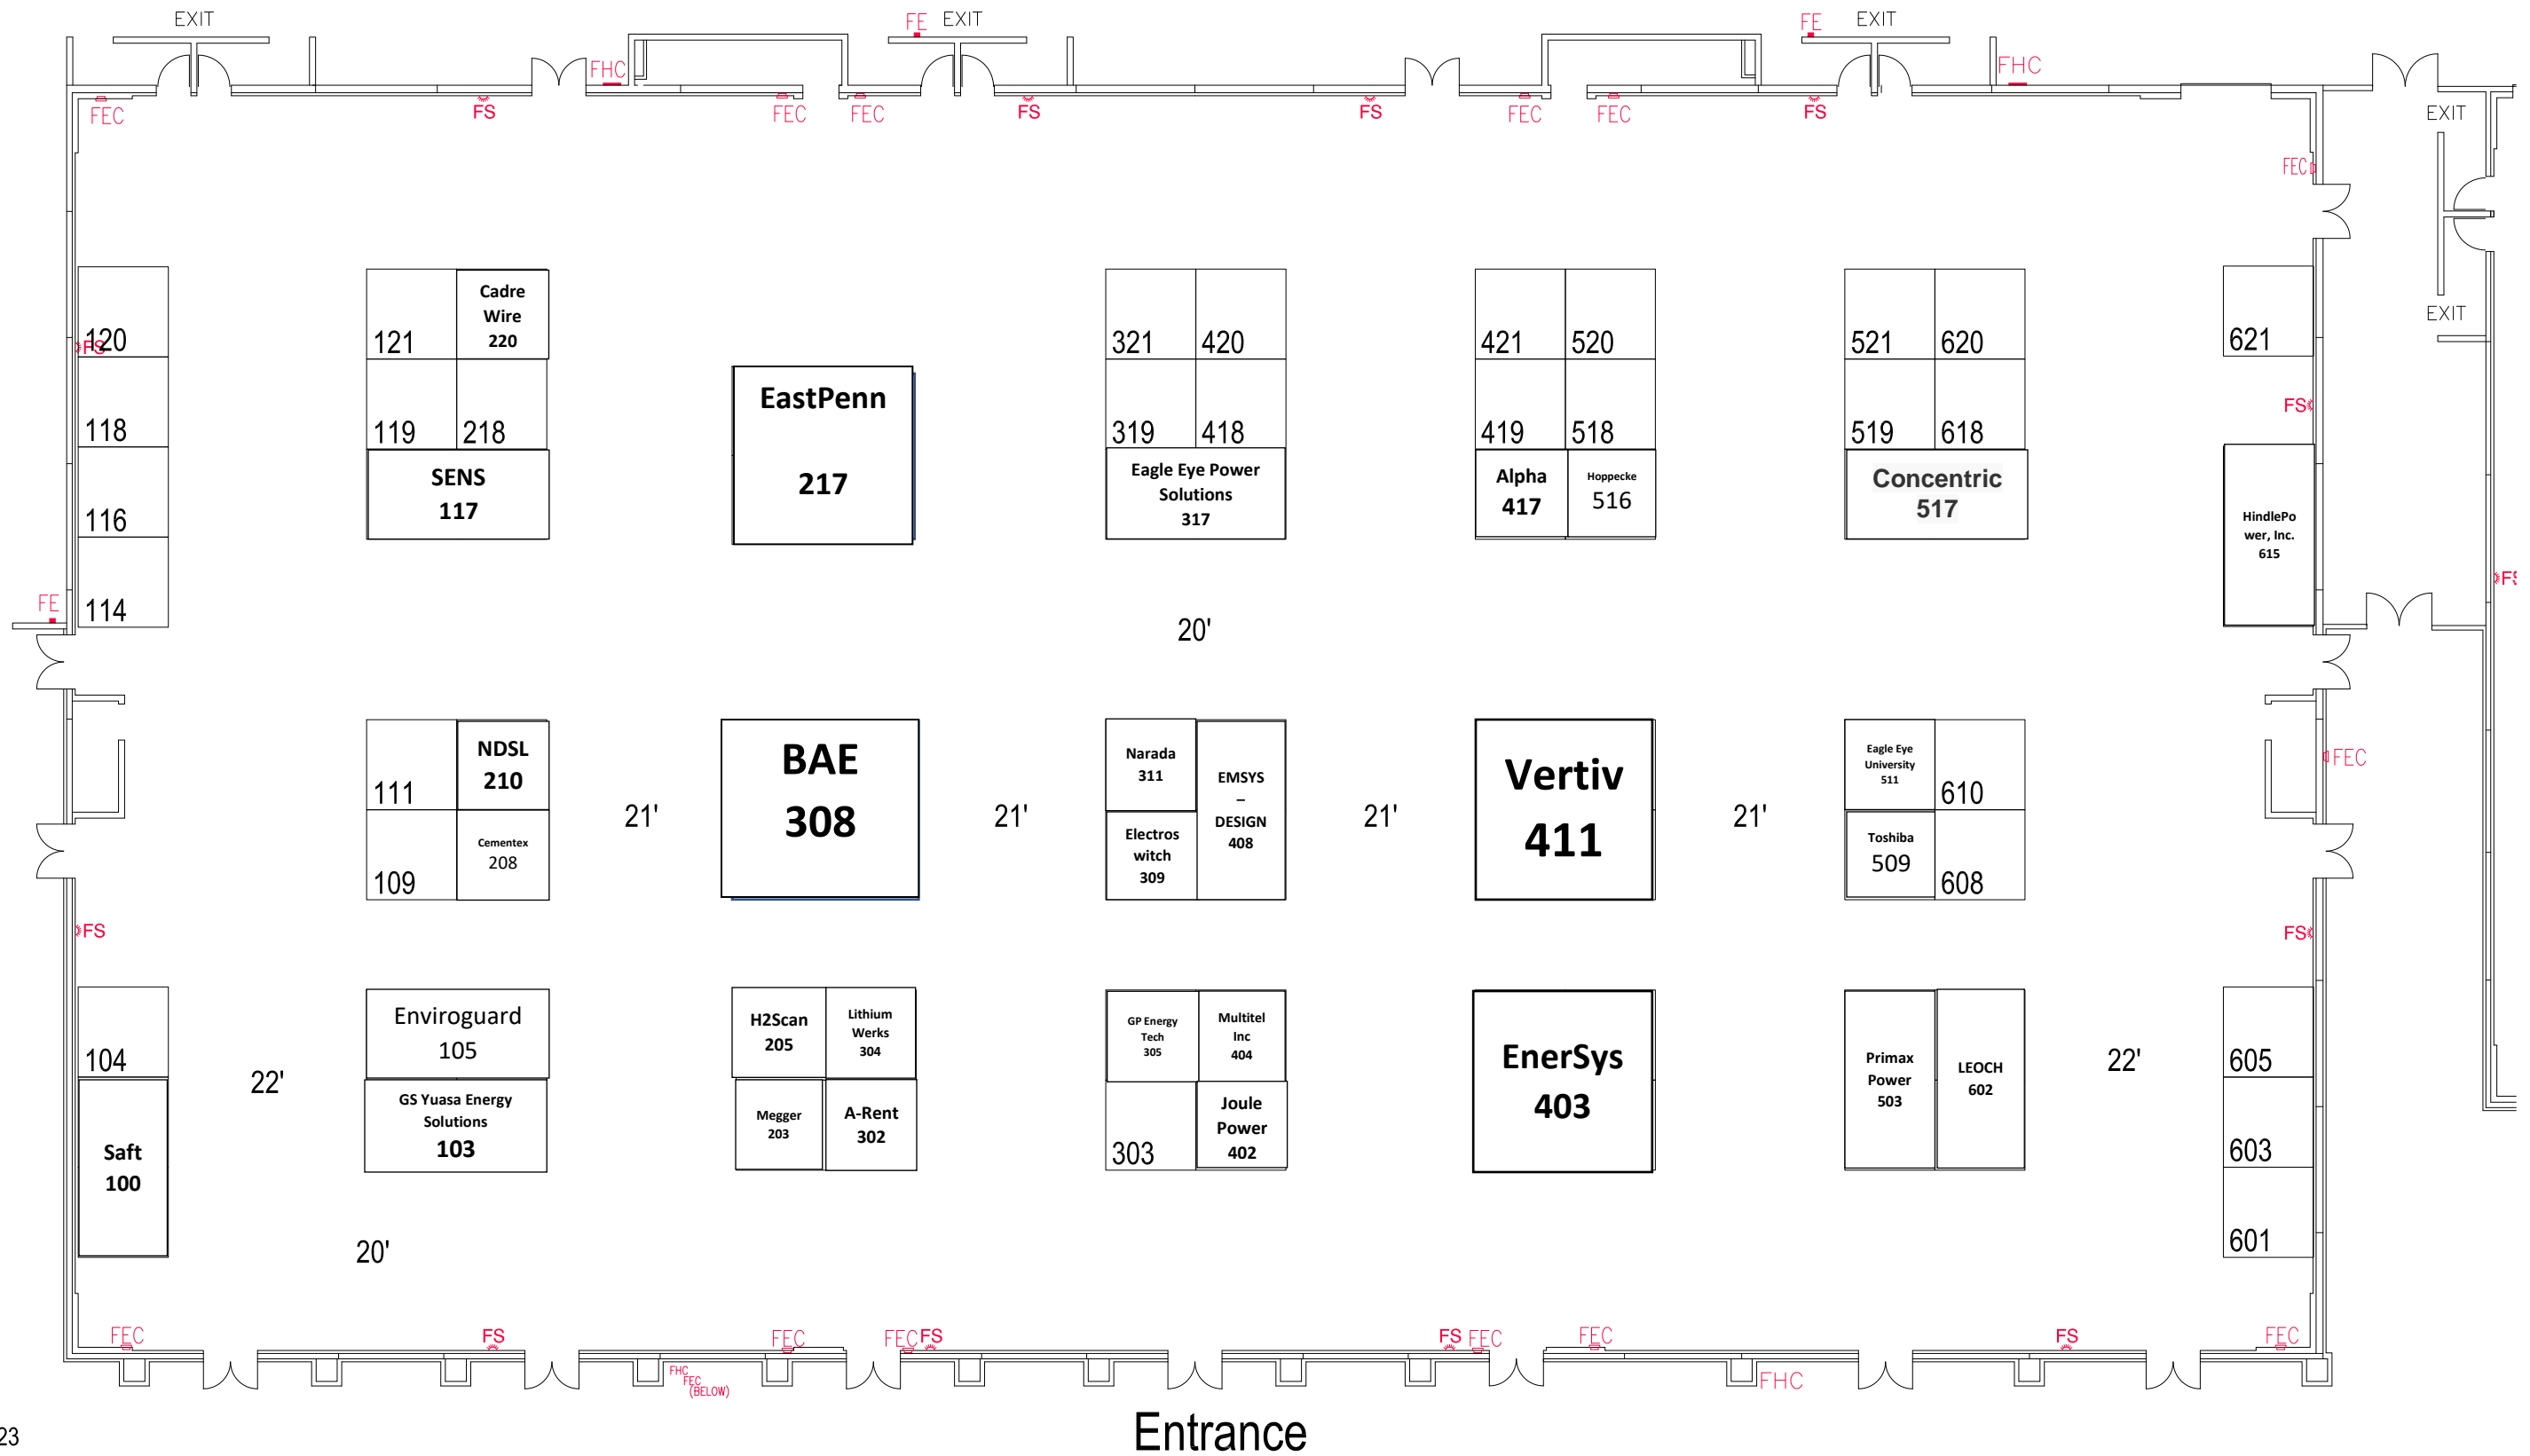 EXIT
FE EXIT
FE EXIT
FHC
FHC
FEC
FS
FEC
FEC
FS
FS
FEC
FEC
FS
EXIT
FEC
EXIT
120
FS
121
Cadre
Wire
220
321
420
421
520
521
620
621
118
119
218
EastPenn
217
319
418
419
518
519
618
FS
116
SENS
117
Eagle Eye Power
Solutions
317
Alpha
417
Hoppecke
516
Concentric
517
HindlePo
wer, Inc.
615
FS
114
FE
20'
111
NDSL
210
BAE
308
Narada
311
EMSYS
–
DESIGN
408
Vertiv
411
Eagle Eye
University
511
610
FEC
21'
21'
21'
21'
109
Cementex
208
Electros
witch
309
Toshiba
509
608
FS
FS
104
Enviroguard
105
H2Scan
205
Lithium
Werks
304
GP Energy
Tech
305
Multitel
Inc
404
EnerSys
403
Primax
Power
503
LEOCH
602
605
22'
22'
Saft
100
GS Yuasa Energy
Solutions
103
Megger
203
A-Rent
302
303
Joule
Power
402
603
601
20'
FEC
FS
FEC
FEC FS
FS FEC
FEC
FS
FEC
FHC
FEC
(BELOW)
FHC
Entrance
23